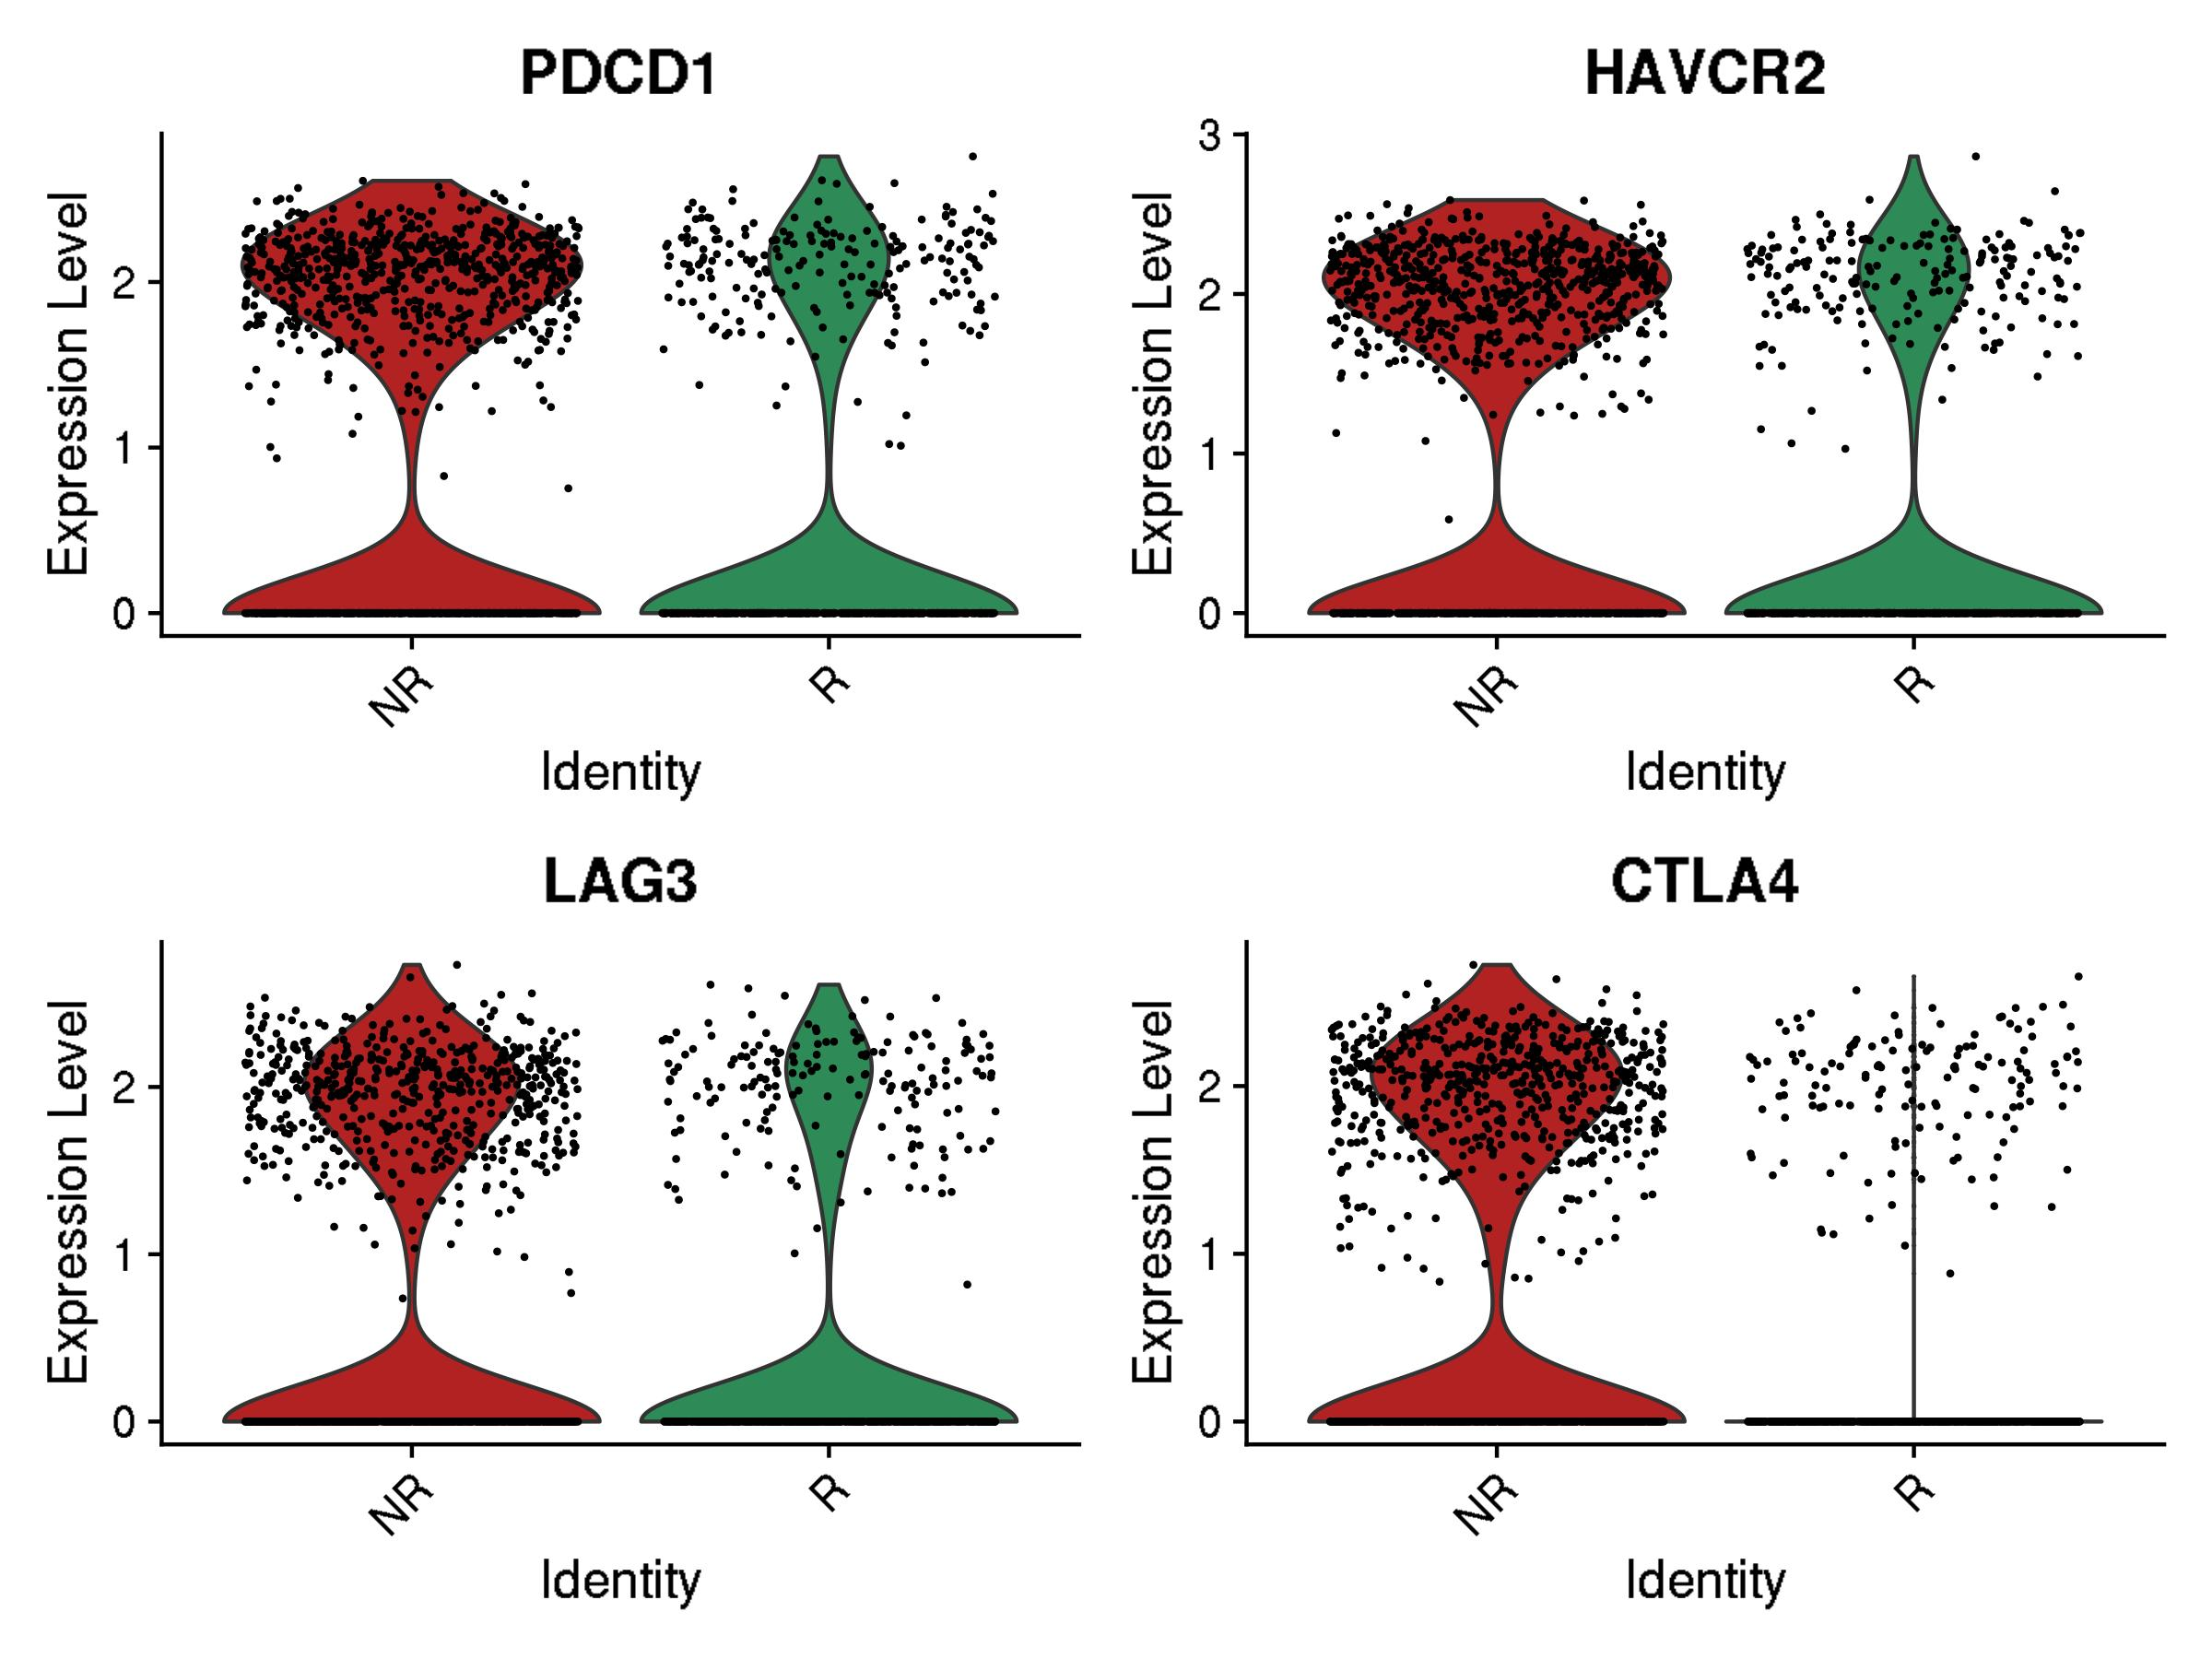 PDCD1
Expression Level
2
1
0
NR
R
Identity
HAVCR2
Expression Level
3
2
1
0
NR
R
Identity
LAG3
Expression Level
2
1
0
NR
R
Identity
CTLA4
Expression Level
2
1
0
NR
R
Identity